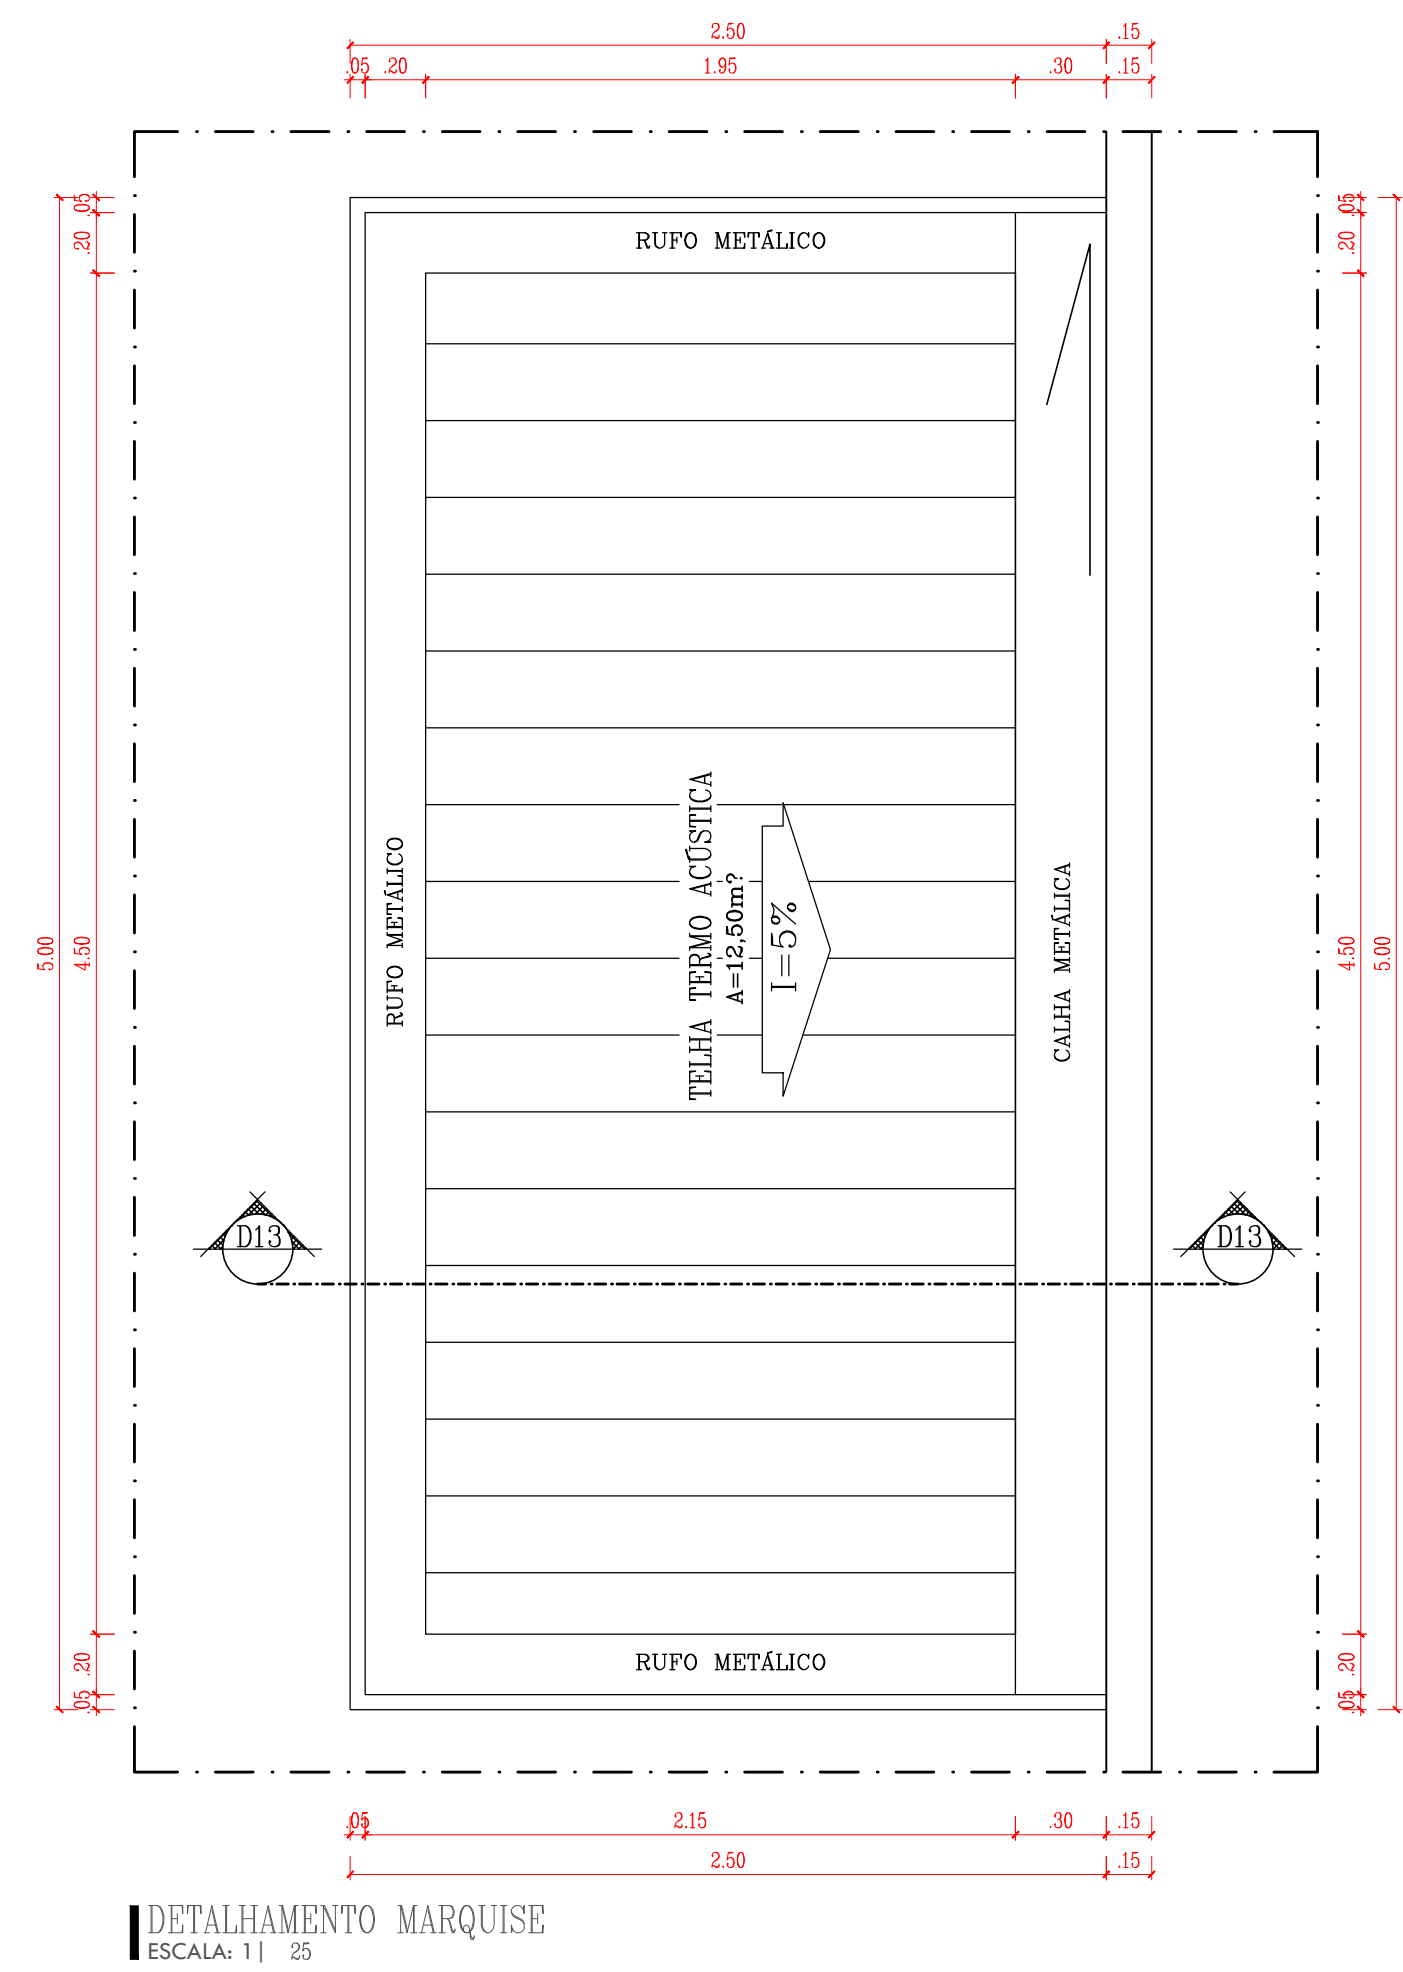 2.50 .15
.05 .20 1.95 .30 .15
.05 .05
.20 .20
RUFO METÁLICO
TELHA TERMO ACÚSTICA
A=12,50m?
I=5%
RUFO METÁLICO
CALHA METÁLICA
5.00 4.50
4.50 5.00
D13 D13
RUFO METÁLICO
.20 .20
.05 .05
.05 2.15 .30 .15
2.50 .15
DETALHAMENTO MARQUISE
ESCALA: 1| 25